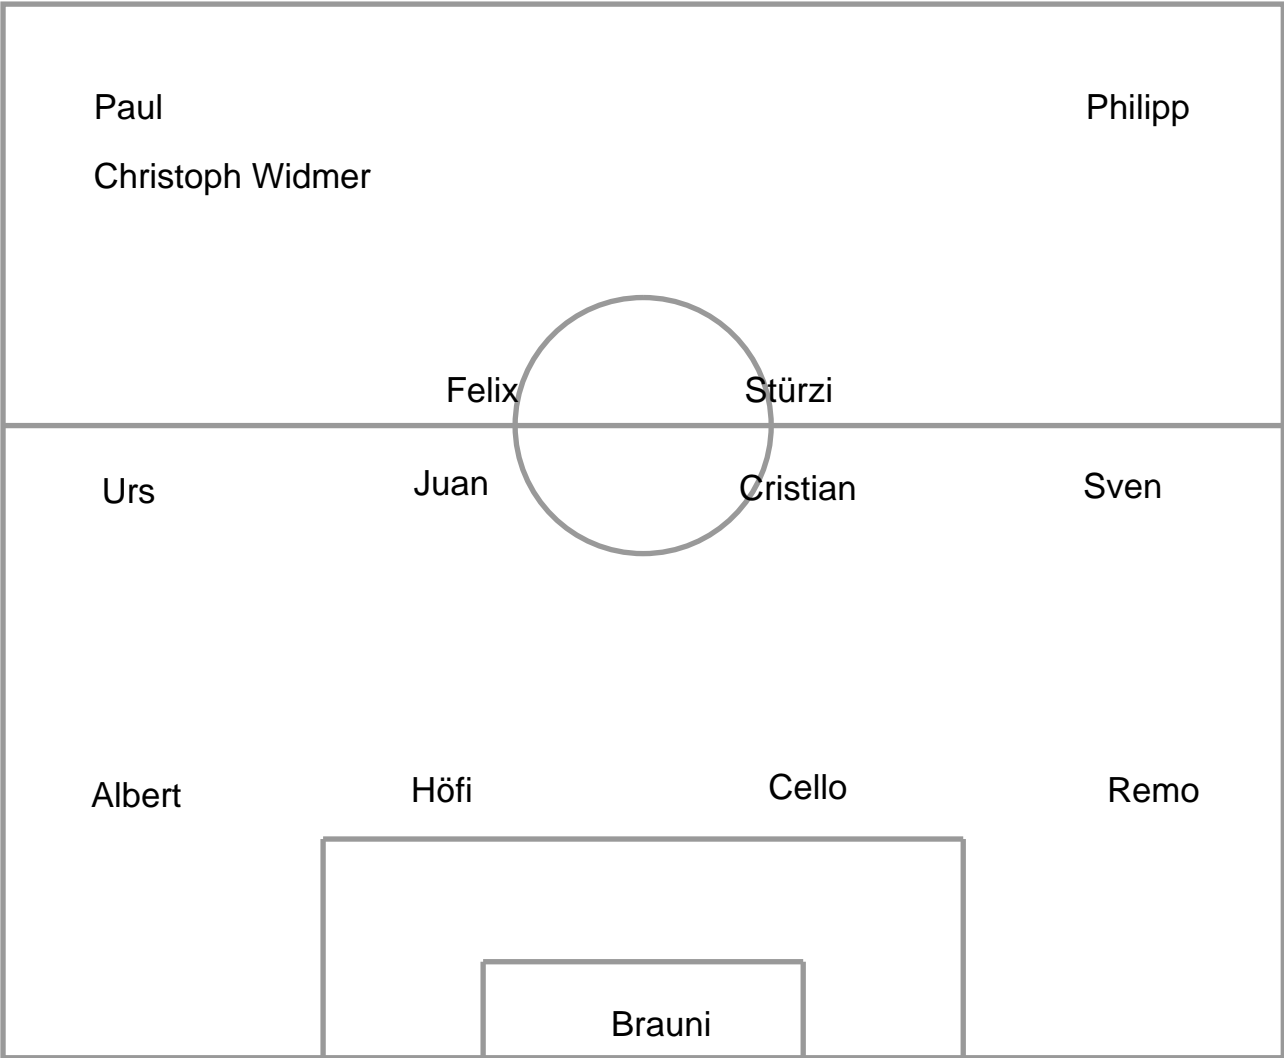 Paul
Philipp
Christoph Widmer
Felix
Stürzi
Urs
Juan
Cristian
Sven
Albert
Höfi
Cello
Remo
Brauni